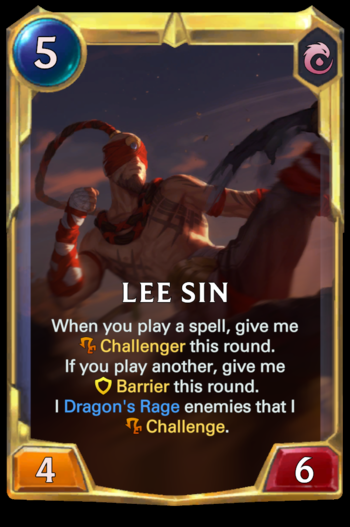 5
LEE SIN
When you play a spell, give me
Challenger this round.
If you play another, give me
Barrier this round.
I Dragon's Rage enemies that I
Challenge.
4
6